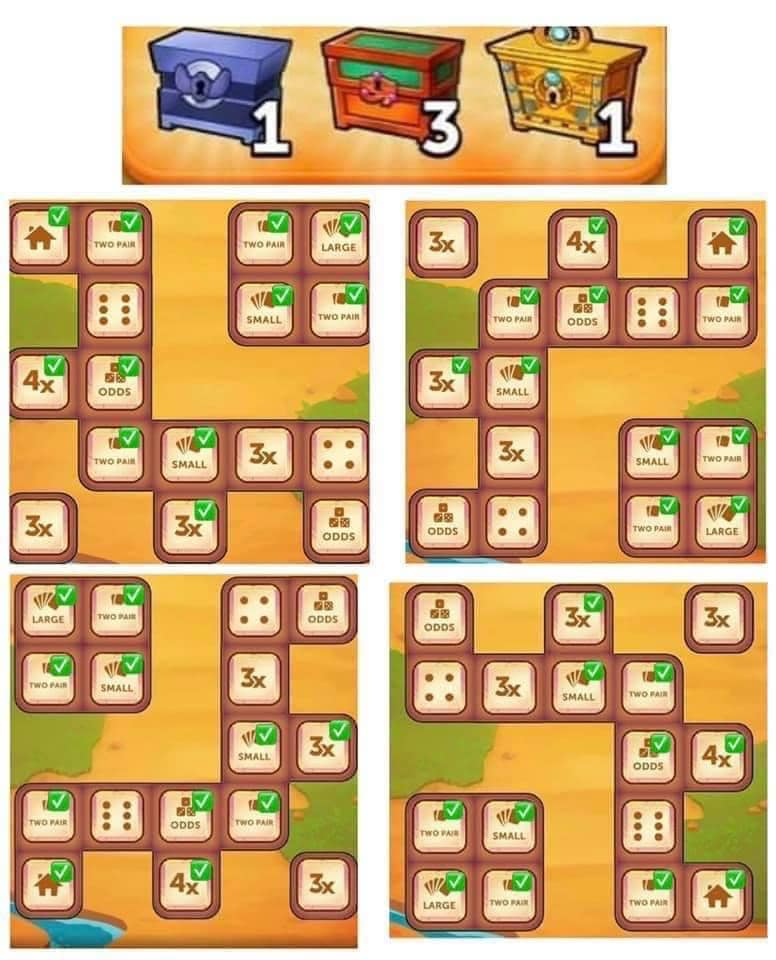 1 3 1
TWO PAIR TWO PAIR LARGE
SMALL TWO PAIR
4x ODDS
TWO PAIR SMALL 3x
3x 3x ODDS
3x 4x
TWO PAIR ODDS TWO PAIR
3x SMALL
3x SMALL TWO PAIR
ODDS TWO PAIR LARGE
LARGE TWO PAIR ODDS
TWO PAIR SMALL 3x
SMALL 3x
TWO PAIR ODDS TWO PAIR
4x 3x
ODDS 3x 3x
3x SMALL TWO PAIR
ODDS 4x
TWO PAIR SMALL
LARGE TWO PAIR TWO PAIR